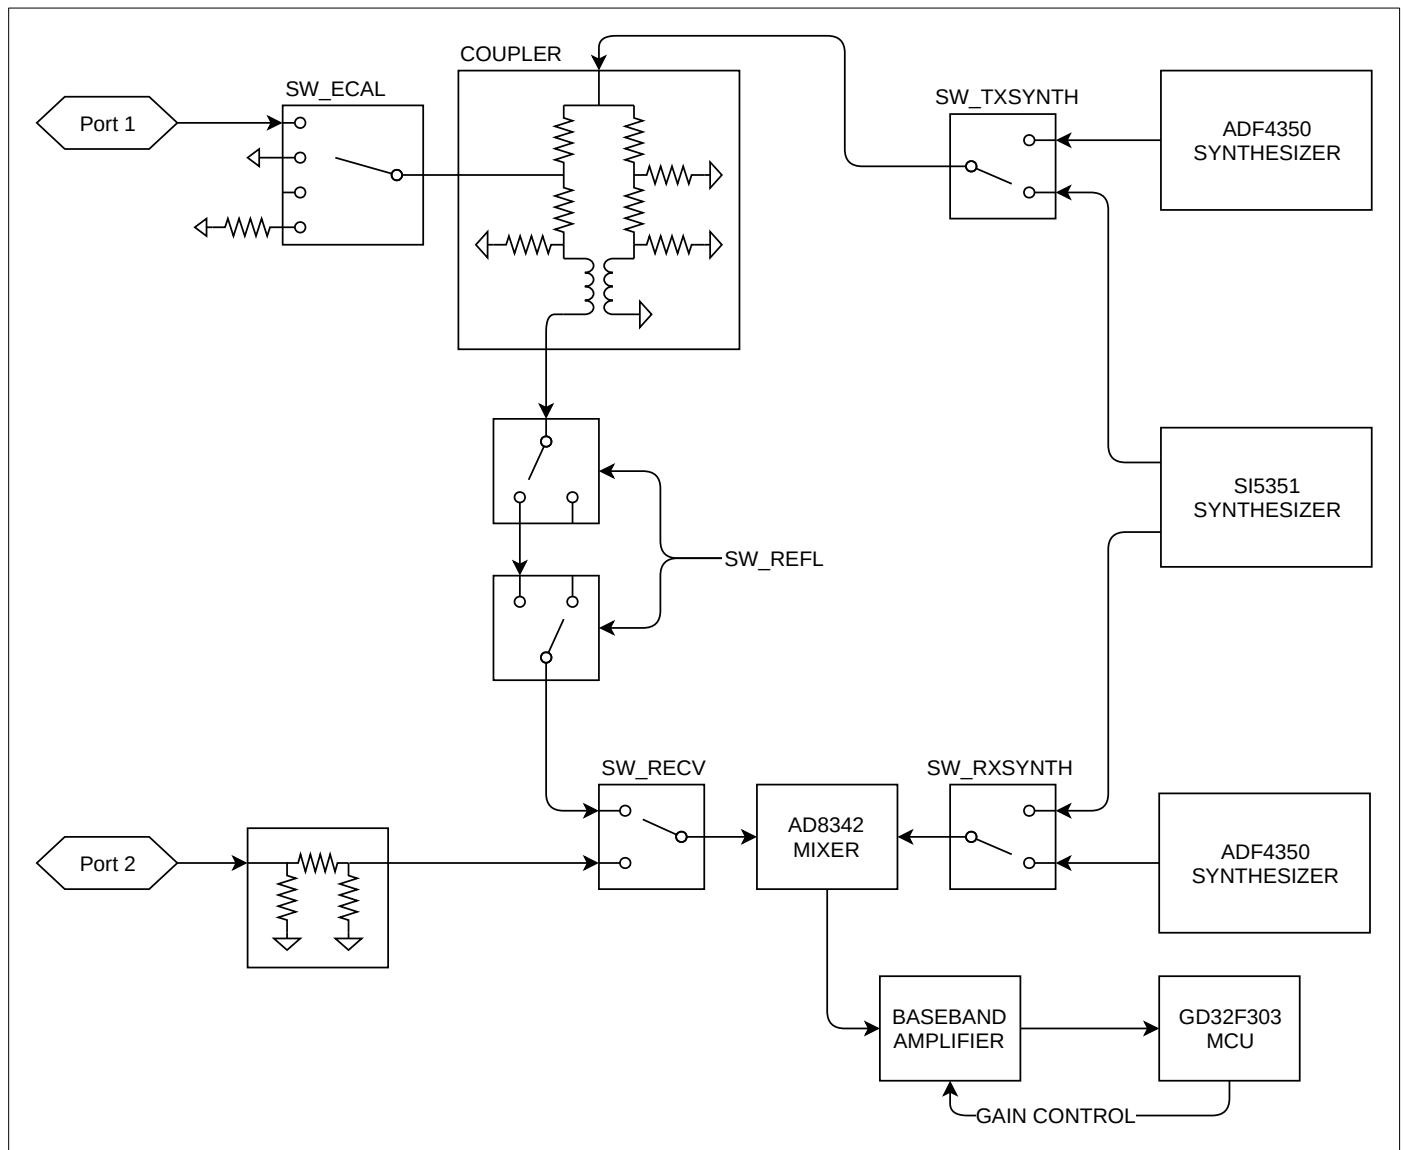 COUPLER
SW_ECAL
Port 1
SW_TXSYNTH
ADF4350
SYNTHESIZER
SI5351
SYNTHESIZER
SW_REFL
SW_RECV
SW_RXSYNTH
AD8342
MIXER
ADF4350
SYNTHESIZER
Port 2
BASEBAND
AMPLIFIER
GD32F303
MCU
GAIN CONTROL